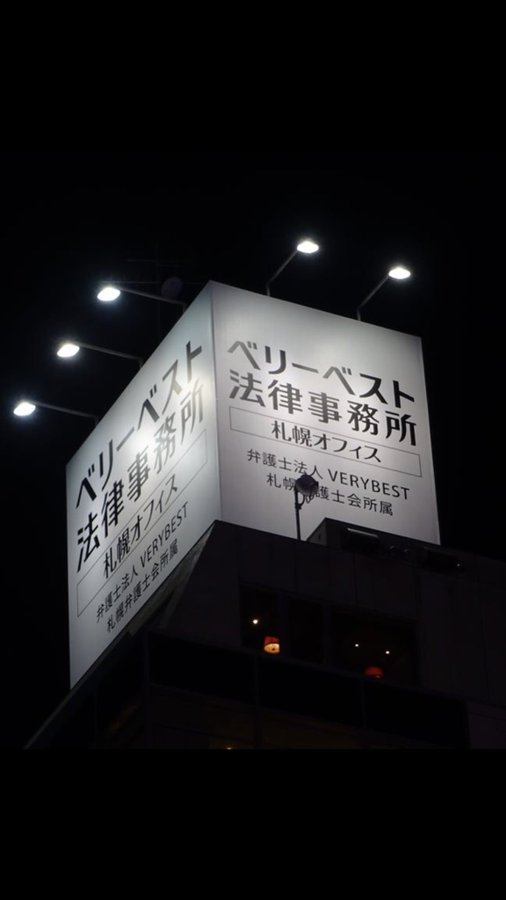 ベリーベスト
法律事務所
札幌オフィス
弁護士法人 VERYBEST
札幌弁護士会所属
ベリーベスト
法律事務所
札幌オフィス
弁護士法人 VERYBEST
札 護士会所属